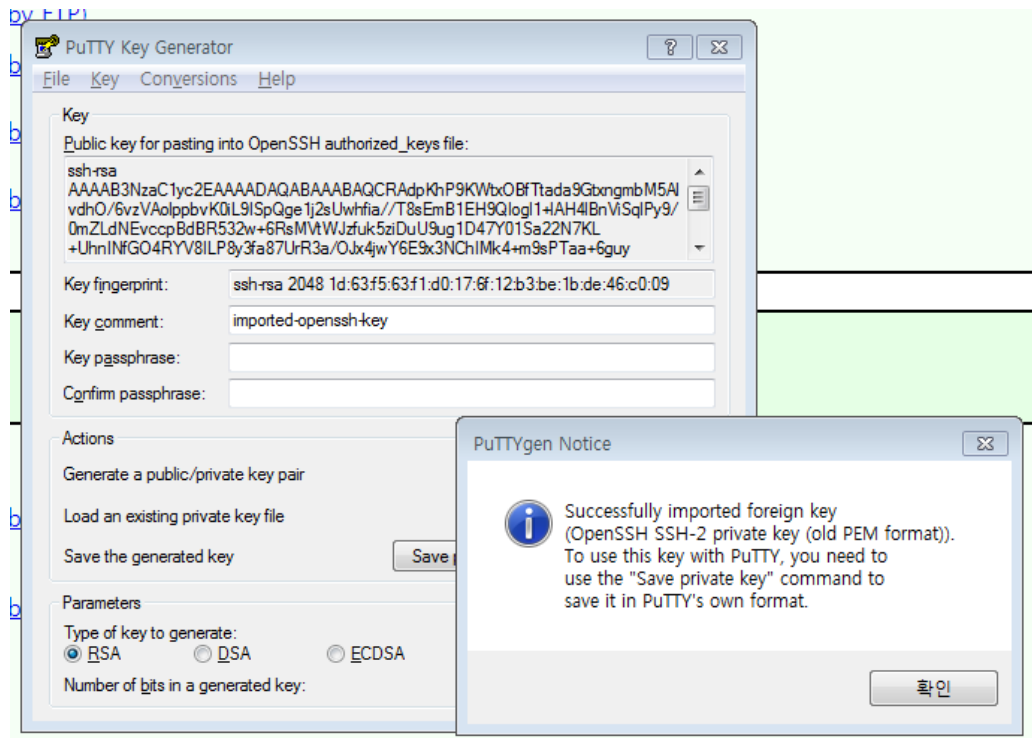 by FTP)
PuTTY Key Generator
File Key Conversions Help
Key
Public key for pasting into OpenSSH authorized_keys file:
ssh-rsa
AAAAB3NzaC1yc2EAAAADAQABAAABAQCRAdpKhP9KWtxOBfTtada9GtxngmbM5Al
vdhO/6vzVAolppbvK0iL9ISpQge1j2sUwhfia//T8sEmB1EH9QlogI1+lAH4IBnViSqlPy9/
0mZLdNEvccpBdBR532w+6RsMVtWJzfuk5ziDuU9ug1D47Y01Sa22N7KL
+UhnINfGO4RYV8ILP8y3fa87UrR3a/OJx4jwY6E9x3NChIMk4+m9sPTaa+6guy
Key fingerprint: ssh-rsa 2048 1d:63:f5:63:f1:d0:17:6f:12:b3:be:1b:de:46:c0:09
Key comment: imported-openssh-key
Key passphrase:
Confirm passphrase:
Actions
Generate a public/private key pair
Load an existing private key file
Save the generated key Save
Parameters
Type of key to generate:
RSA DSA ECDSA
Number of bits in a generated key:
PuTTYgen Notice
Successfully imported foreign key
(OpenSSH SSH-2 private key (old PEM format)).
To use this key with PuTTY, you need to
use the "Save private key" command to
save it in PuTTY's own format.
확인